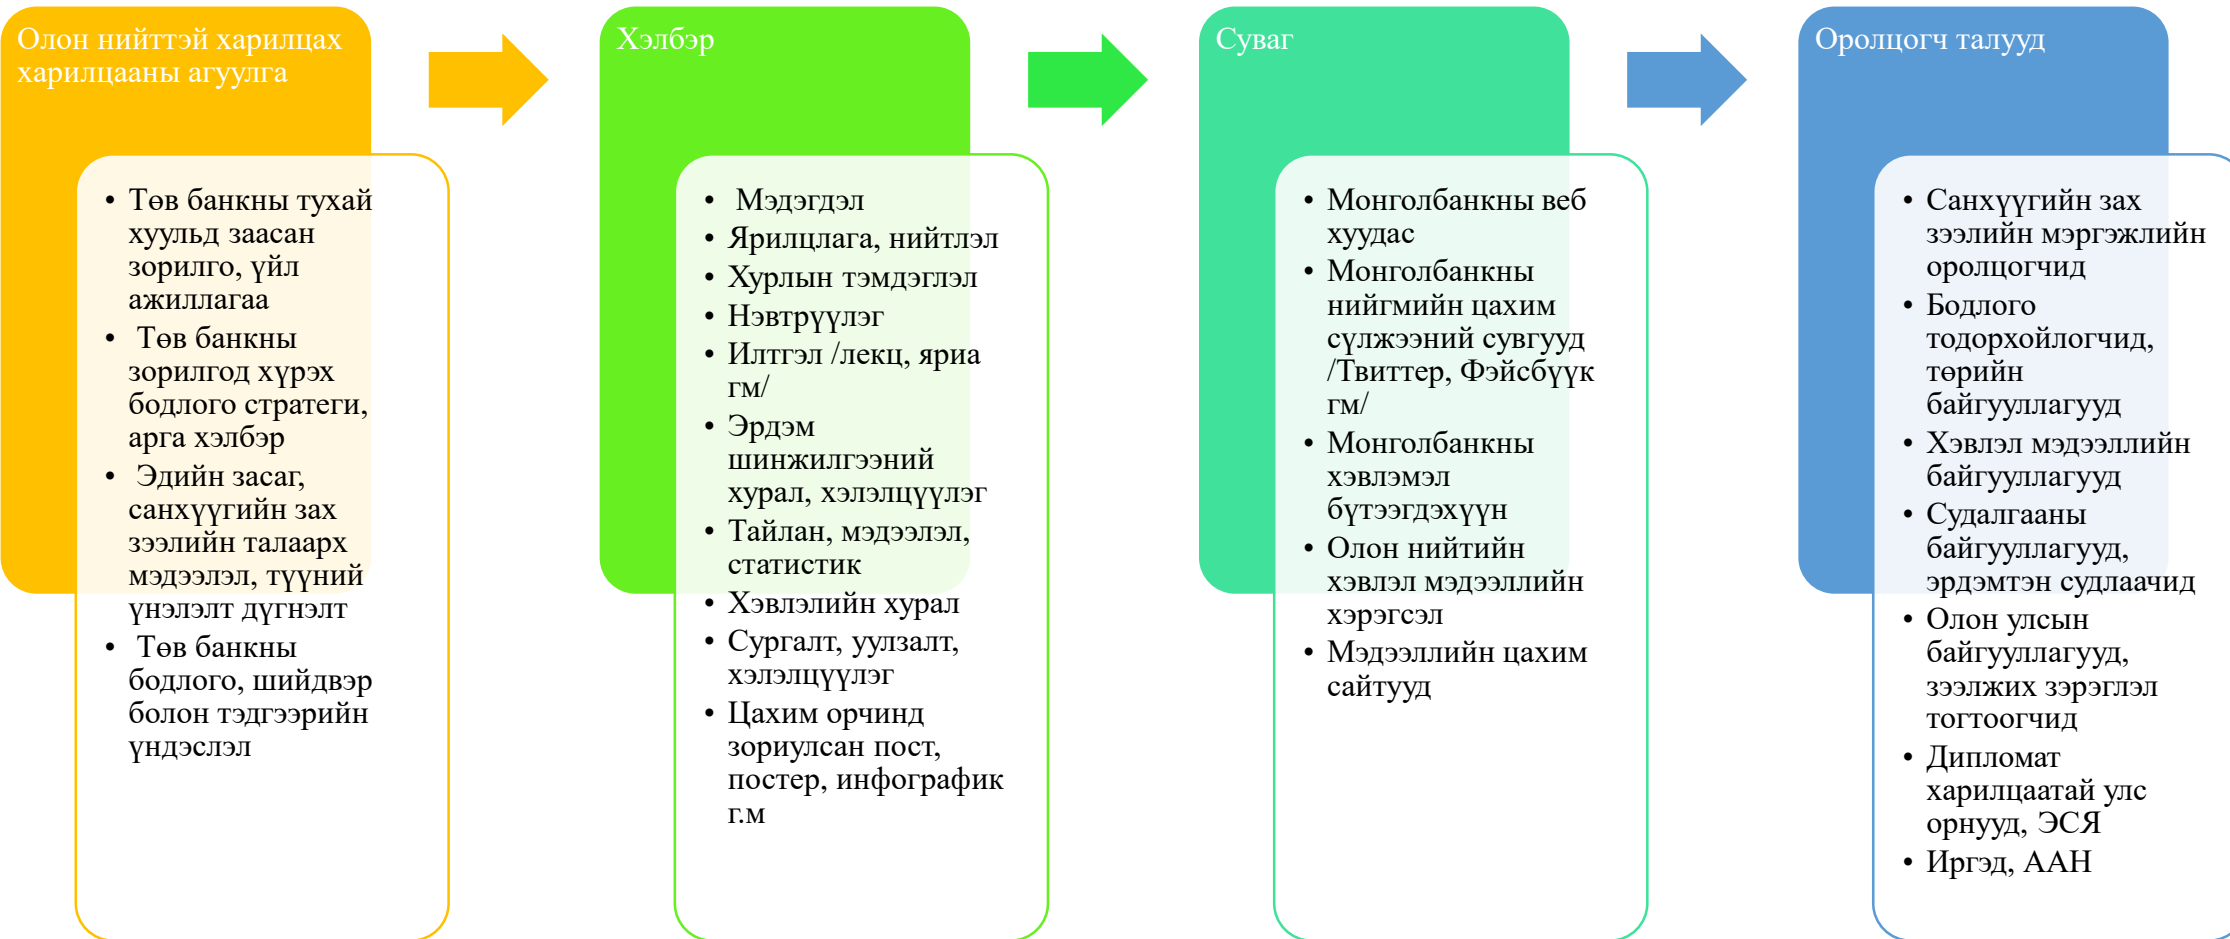 Олон нийттэй харилцах
харилцааны агуулга
• Төв банкны тухай
хуульд заасан
зорилго, үйл
ажиллагаа
• Төв банкны
зорилгод хүрэх
бодлого стратеги,
арга хэлбэр
• Эдийн засаг,
санхүүгийн зах
зээлийн талаарх
мэдээлэл, түүний
үнэлэлт дүгнэлт
• Төв банкны
бодлого, шийдвэр
болон тэдгээрийн
үндэслэл
Хэлбэр
• Мэдэгдэл
• Ярилцлага, нийтлэл
• Хурлын тэмдэглэл
• Нэвтрүүлэг
• Илтгэл /лекц, яриа
гм/
• Эрдэм
шинжилгээний
хурал, хэлэлцүүлэг
• Тайлан, мэдээлэл,
статистик
• Хэвлэлийн хурал
• Сургалт, уулзалт,
хэлэлцүүлэг
• Цахим орчинд
зориулсан пост,
постер, инфографик
г.м
Суваг
• Монголбанкны веб
хуудас
• Монголбанкны
нийгмийн цахим
сүлжээний сувгууд
/Твиттер, Фэйсбүүк
гм/
• Монголбанкны
хэвлэмэл
бүтээгдэхүүн
• Олон нийтийн
хэвлэл мэдээллийн
хэрэгсэл
• Мэдээллийн цахим
сайтууд
Оролцогч талууд
• Санхүүгийн зах
зээлийн мэргэжлийн
оролцогчид
• Бодлого
тодорхойлогчид,
төрийн
байгууллагууд
• Хэвлэл мэдээллийн
байгууллагууд
• Судалгааны
байгууллагууд,
эрдэмтэн судлаачид
• Олон улсын
байгууллагууд,
зээлжих зэрэглэл
тогтоогчид
• Дипломат
харилцаатай улс
орнууд, ЭСЯ
• Иргэд, ААН